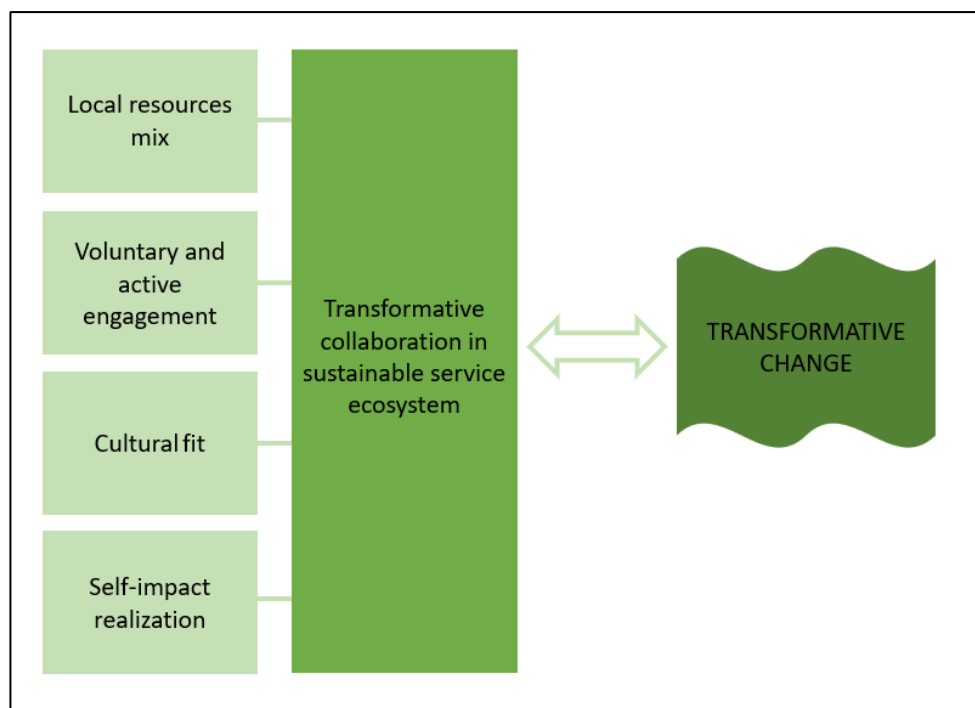 Local resources
mix
Voluntary and
active
engagement
Cultural fit
Self-impact
realization
Transformative
collaboration in
sustainable service
ecosystem
TRANSFORMATIVE
CHANGE